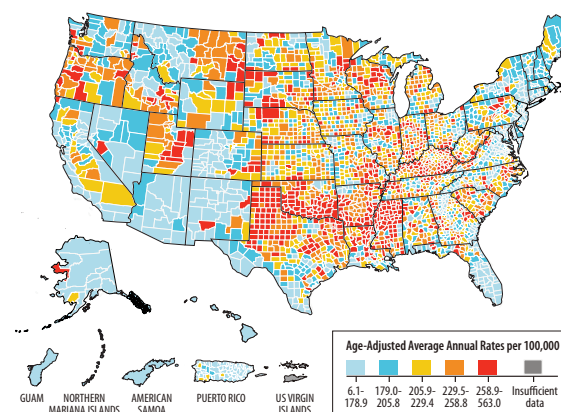 Age-Adjusted Average Annual Rates per 100,000
6.1-
178.9
179.0-
205.8
205.9-
229.4
229.5-
258.8
258.9-
563.0
Insufficient
data
GUAM
NORTHERN
MARIANA ISLANDS
AMERICAN
SAMOA
PUERTO RICO
US VIRGIN
ISLANDS